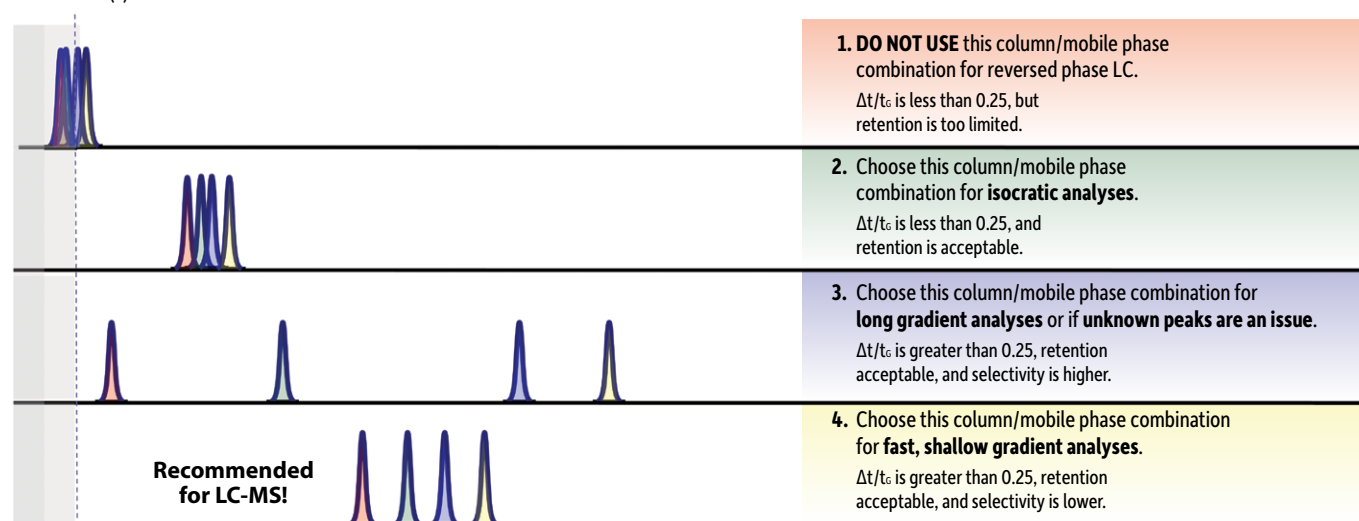 1. DO NOT USE this column/mobile phase
combination for reversed phase LC.
Δt/tG is less than 0.25, but
retention is too limited.
2. Choose this column/mobile phase
combination for isocratic analyses.
Δt/tG is less than 0.25, and
retention is acceptable.
3. Choose this column/mobile phase combination for
long gradient analyses or if unknown peaks are an issue.
Δt/tG is greater than 0.25, retention
acceptable, and selectivity is higher.
Recommended
for LC-MS!
4. Choose this column/mobile phase combination
for fast, shallow gradient analyses.
Δt/tG is greater than 0.25, retention
acceptable, and selectivity is lower.